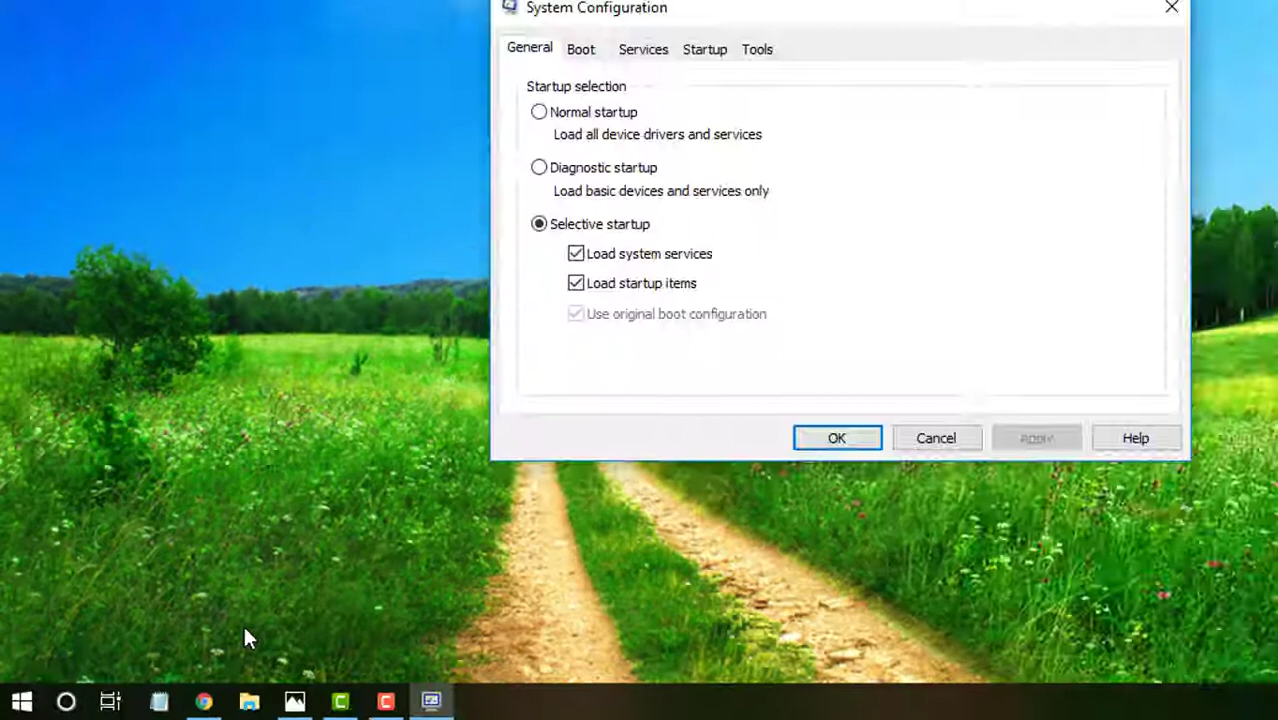 System Configuration
General Boot Services Startup Tools
Startup selection
Normal startup
Load all device drivers and services
Diagnostic startup
Load basic devices and services only
Selective startup
Load system services
Load startup items
Use original boot configuration
OK Cancel Apply Help